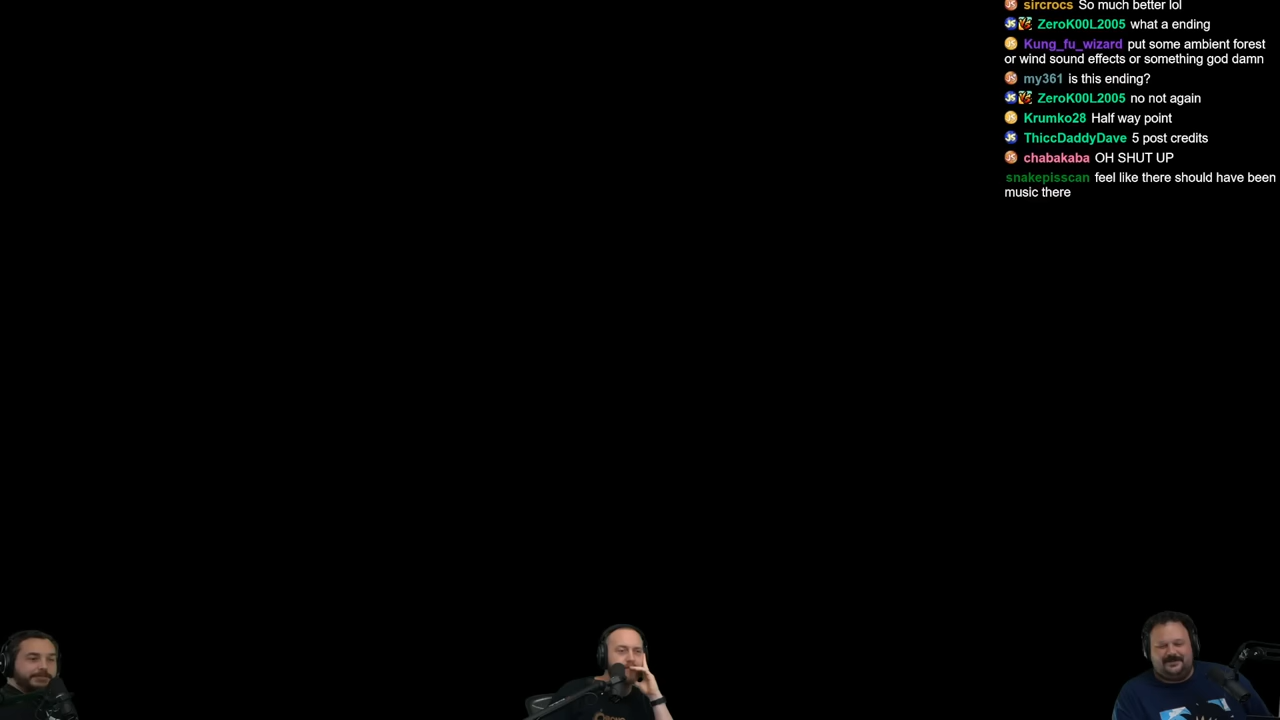 sircrocs So much better lol
ZeroK00L2005 what a ending
Kung_fu_wizard put some ambient forest
or wind sound effects or something god damn
my361 is this ending?
ZeroK00L2005 no not again
Krumko28 Half way point
ThiccDaddyDave 5 post credits
chabakaba OH SHUT UP
snakepisscan feel like there should have been
music there